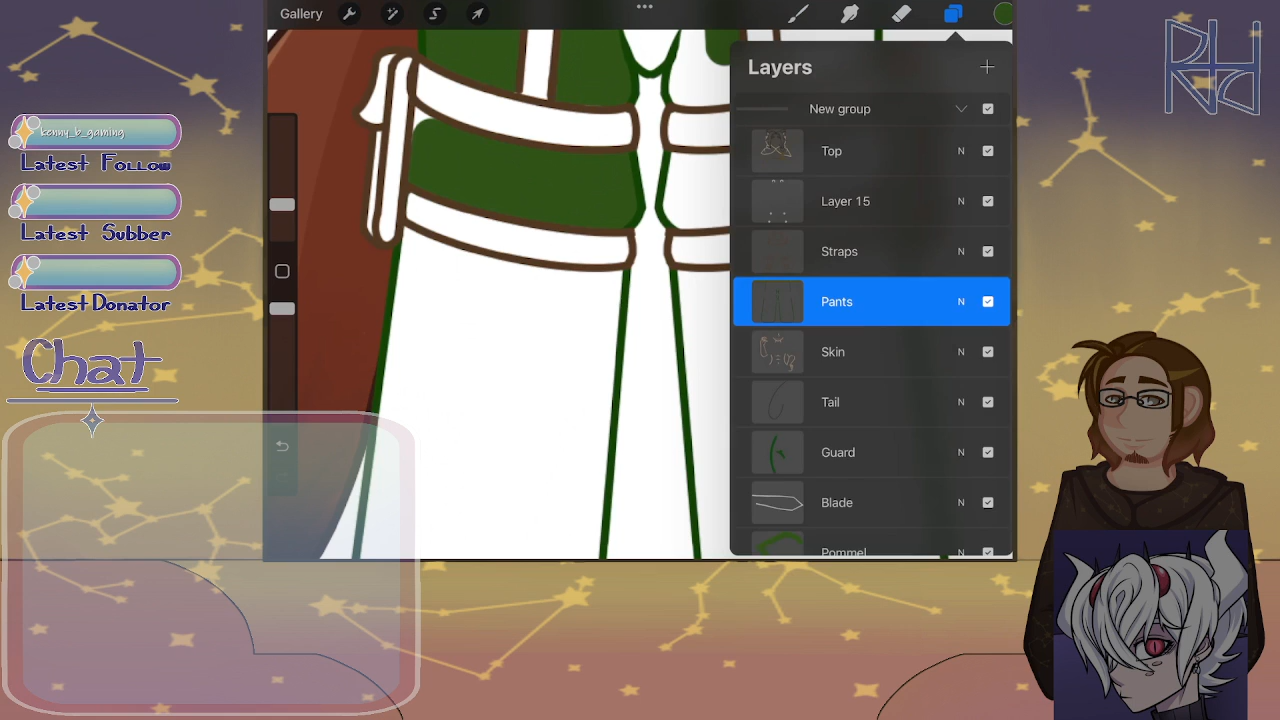 Gallery
Layers
New group
Top N
Layer 15 N
Straps N
Pants N
Skin N
Tail N
Guard N
Blade N
Pommel N
kenny_b_gaming
Latest Follow
Latest Subber
Latest Donator
Chat